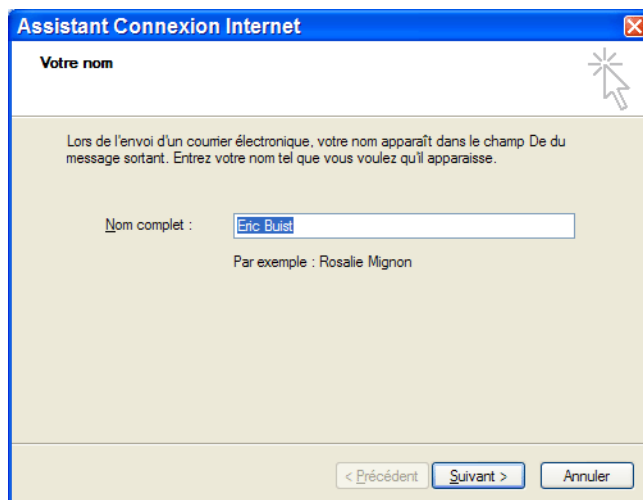 Assistant Connexion Internet
Votre nom
Lors de l'envoi d'un courrier électronique, votre nom apparaît dans le champ De du
message sortant. Entrez votre nom tel que vous voulez qu'il apparaisse.
Nom complet : Eric Buist
Par exemple : Rosalie Mignon
< Précédent Suivant > Annuler